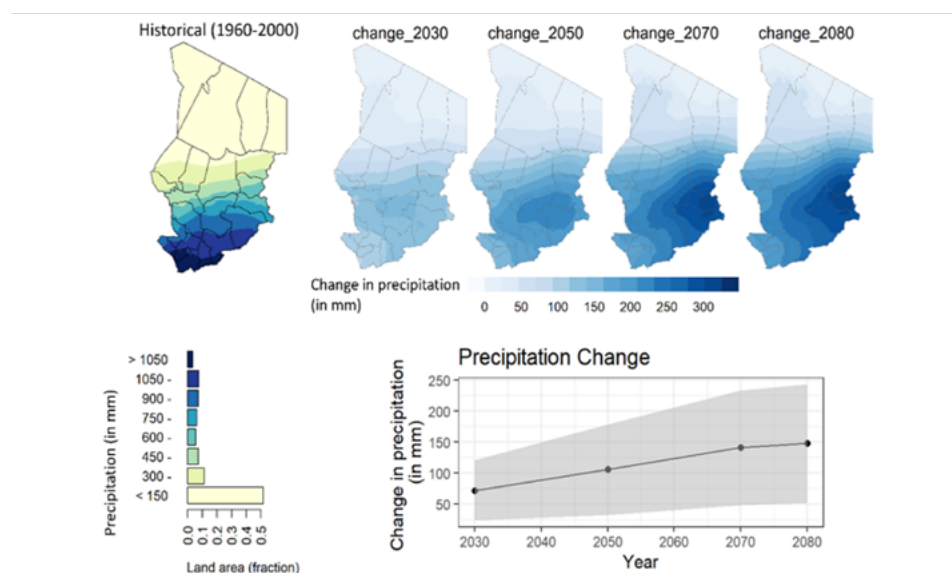 Historical (1960-2000)
change_2030
change_2050
change_2070
change_2080
Change in precipitation
(in mm)
0 50 100 150 200 250 300
Precipitation (in mm)
> 1050
1050 -
900 -
750 -
600 -
450 -
300 -
< 150
0.0 0.1 0.2 0.3 0.4 0.5
Land area (fraction)
Precipitation Change
Change in precipitation
(in mm)
250
200
150
100
50
2030 2040 2050 2060 2070 2080
Year